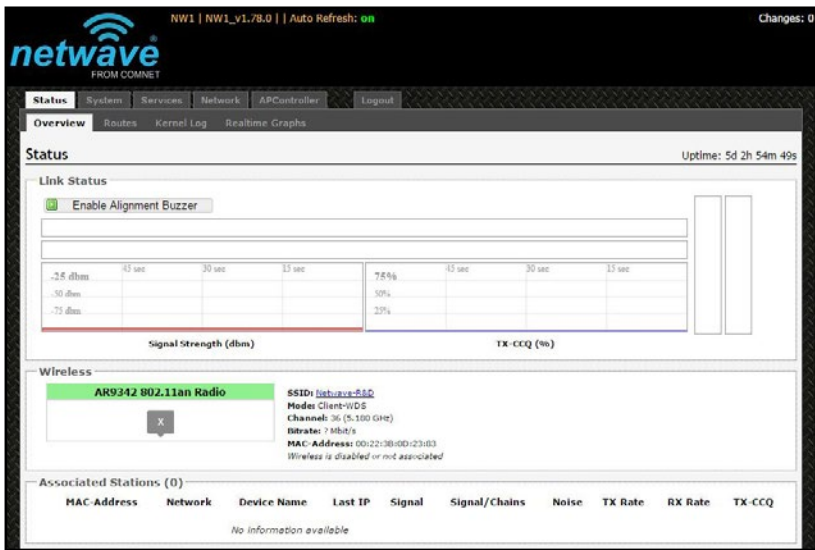 NW1 | NW1_v1.78.0 | | Auto Refresh: on
Changes: 0
netwave®
FROM COMNET
Status System Services Network APController Logout
Overview Routes Kernel Log Realtime Graphs
Status
Uptime: 5d 2h 54m 49s
Link Status
Enable Alignment Buzzer
-25 dbm 45 sec 30 sec 15 sec 75% 45 sec 30 sec 15 sec
-50 dbm 50%
-75 dbm 25%
Signal Strength (dbm) TX-CCQ (%)
Wireless
AR9342 802.11an Radio
X
SSID: Netwave-R&D
Mode: Client-WDS
Channel: 36 (5.180 GHz)
Bitrate: ? Mbit/s
MAC-Address: 00:22:3B:0D:23:03
Wireless is disabled or not associated
Associated Stations (0)
MAC-Address Network Device Name Last IP Signal Signal/Chains Noise TX Rate RX Rate TX-CCQ
No information available